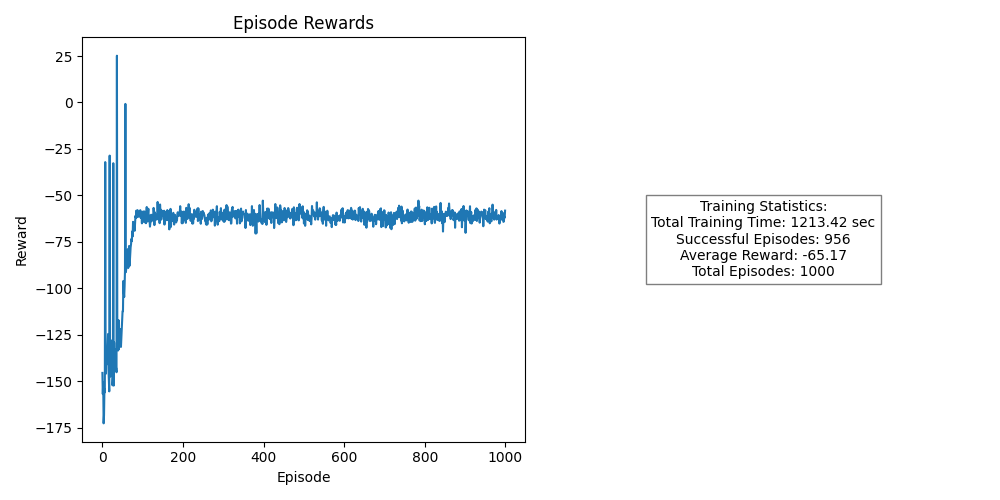 Episode Rewards
25
0
−25
−50
−75
−100
−125
−150
−175
Reward
0
200
400
600
800
1000
Episode
Training Statistics:
Total Training Time: 1213.42 sec
Successful Episodes: 956
Average Reward: -65.17
Total Episodes: 1000